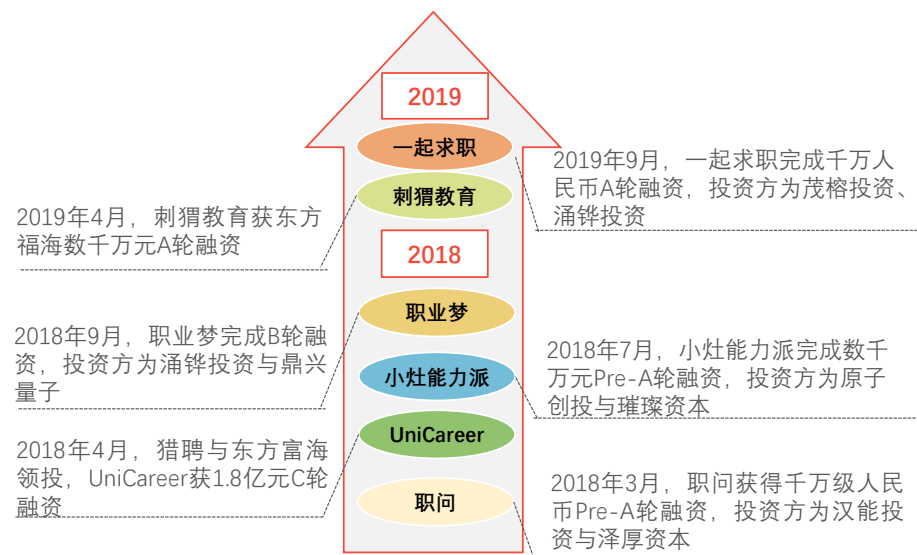 2019
一起求职
2019年9月，一起求职完成千万人
民币A轮融资，投资方为茂榕投资、
涌铧投资
刺猬教育
2019年4月，刺猬教育获东方
福海数千万元A轮融资
2018
职业梦
2018年9月，职业梦完成B轮融
资，投资方为涌铧投资与鼎兴
量子
小灶能力派
2018年7月，小灶能力派完成数千
万元Pre-A轮融资，投资方为原子
创投与璀璨资本
UniCareer
2018年4月，猎聘与东方富海
领投，UniCareer获1.8亿元C轮
融资
职问
2018年3月，职问获得千万级人民
币Pre-A轮融资，投资方为汉能投
资与泽厚资本